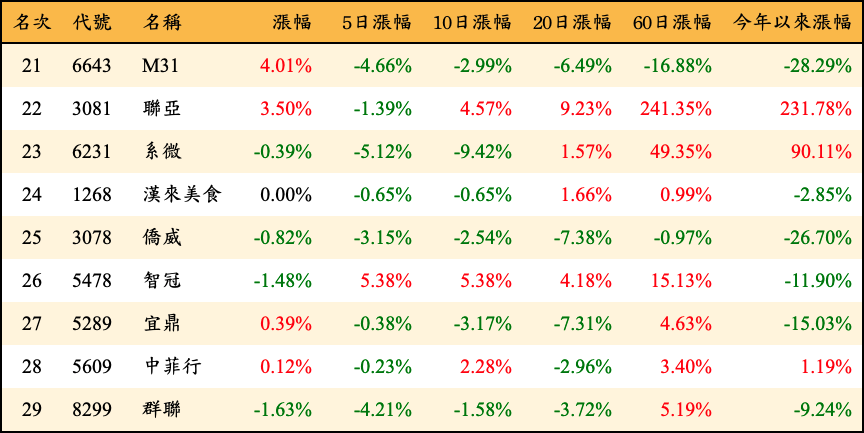 名次 代號 名稱 漲幅 5日漲幅 10日漲幅 20日漲幅 60日漲幅 今年以來漲幅
21 6643 M31 4.01% -4.66% -2.99% -6.49% -16.88% -28.29%
22 3081 聯亞 3.50% -1.39% 4.57% 9.23% 241.35% 231.78%
23 6231 系微 -0.39% -5.12% -9.42% 1.57% 49.35% 90.11%
24 1268 漢來美食 0.00% -0.65% -0.65% 1.66% 0.99% -2.85%
25 3078 僑威 -0.82% -3.15% -2.54% -7.38% -0.97% -26.70%
26 5478 智冠 -1.48% 5.38% 5.38% 4.18% 15.13% -11.90%
27 5289 宜鼎 0.39% -0.38% -3.17% -7.31% 4.63% -15.03%
28 5609 中菲行 0.12% -0.23% 2.28% -2.96% 3.40% 1.19%
29 8299 群聯 -1.63% -4.21% -1.58% -3.72% 5.19% -9.24%